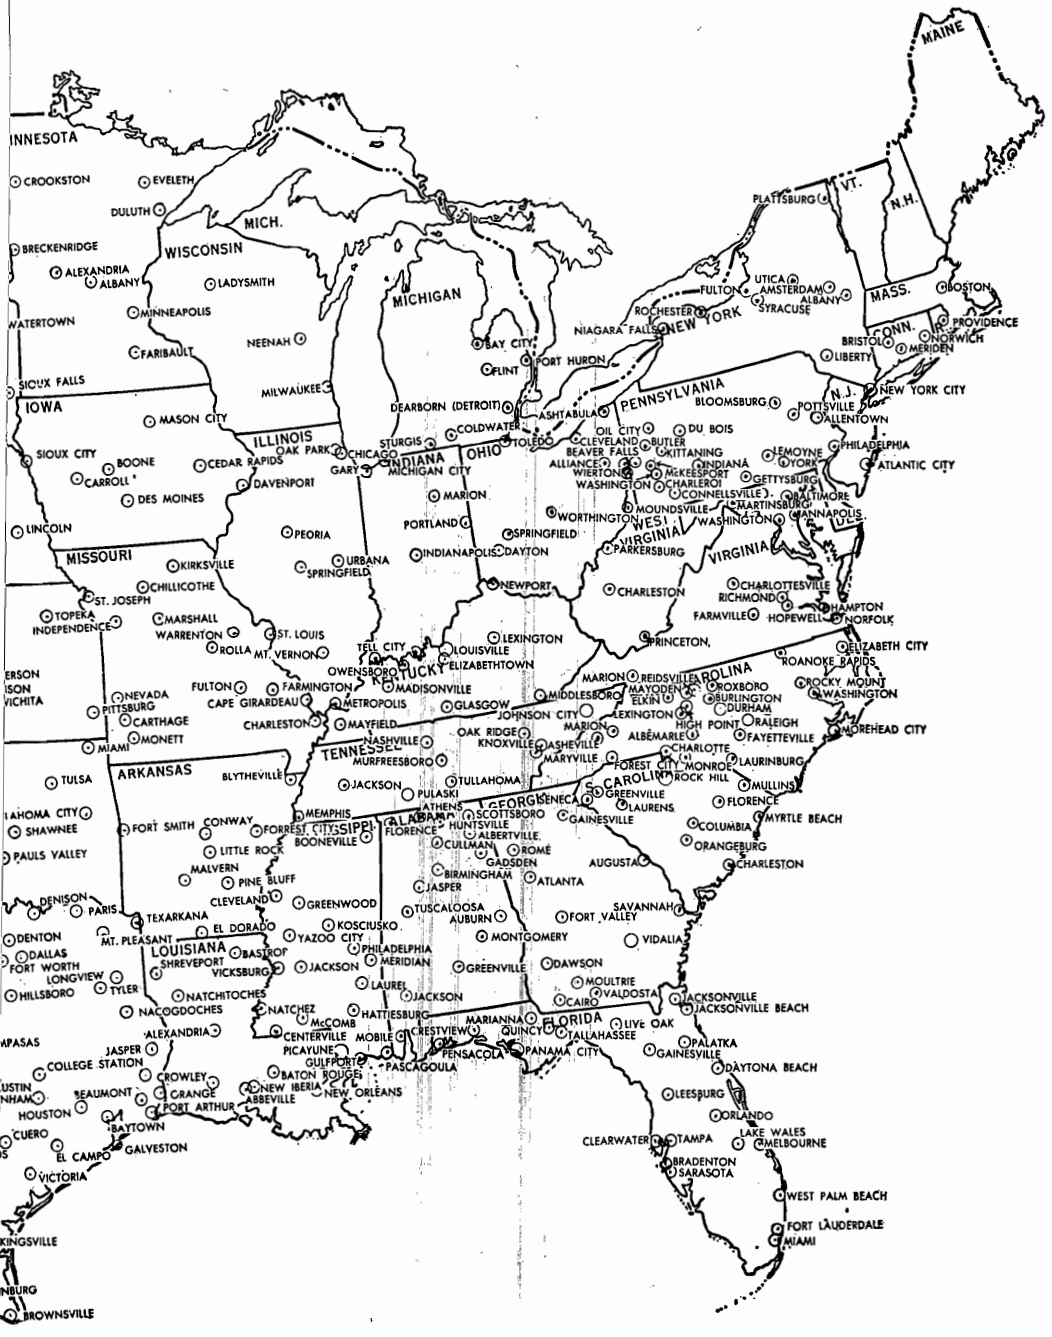 MAINE
INNESOTA
CROOKSTON
EVELETH
VT.
PLATTSBURG
N.H.
DULUTH
MICH.
BRECKENRIDGE
WISCONSIN
ALEXANDRIA
ALBANY
LADYSMITH
UTICA
AMSTERDAM
FULTON
ALBANY
MASS.
BOSTON
MICHIGAN
SYRACUSE
ROCHESTER
MINNEAPOLIS
WATERTOWN
NIAGARA FALLS
NEW YORK
PROVIDENCE
CONN.
R.I.
NEENAH
BAY CITY
BRISTOL
NORWICH
MERIDEN
FARIBAULT
LIBERTY
PORT HURON
FLINT
SIOUX FALLS
MILWAUKEE
PENNSYLVANIA
N.J.
NEW YORK CITY
IOWA
DEARBORN (DETROIT)
BLOOMSBURG
POTTSVILLE
ASHTABULA
ALLENTOWN
MASON CITY
COLDWATER
OIL CITY
DU BOIS
ILLINOIS
STURGIS
TOLEDO
CLEVELAND
BUTLER
PHILADELPHIA
OAK PARK
CHICAGO
OHIO
BEAVER FALLS
KITTANING
LEMOYNE
SIOUX CITY
INDIANA
YORK
BOONE
CEDAR RAPIDS
GARY
MICHIGAN CITY
ALLIANCE
INDIANA
ATLANTIC CITY
WIERTON
McKEESPORT
GETTYSBURG
CARROLL
DAVENPORT
WASHINGTON
CHARLEROI
DES MOINES
MARION
CONNELLSVILLE
BALTIMORE
MOUNDSVILLE
MARTINSBURG
WORTHINGTON
ANNAPOLIS
PORTLAND
WEST VIRGINIA
WASHINGTON
DEL.
LINCOLN
PEORIA
SPRINGFIELD
PARKERSBURG
VIRGINIA
MISSOURI
INDIANAPOLIS
DAYTON
KIRKSVILLE
URBANA
SPRINGFIELD
CHILLICOTHE
NEWPORT
CHARLESTON
CHARLOTTESVILLE
RICHMOND
ST. JOSEPH
HAMPTON
TOPEKA
MARSHALL
FARMVILLE
HOPEWELL
NORFOLK
INDEPENDENCE
WARRENTON
ST. LOUIS
LEXINGTON
PRINCETON
ROLLA
MT. VERNON
TELL CITY
LOUISVILLE
ELIZABETH CITY
OWENSBORO
ELIZABETHTOWN
ROANOKE RAPIDS
KENTUCKY
ERSON
MARION
REIDSVILLE
CAROLINA
ISON
FULTON
FARMINGTON
MADISONVILLE
MAYODEN
ROXBORO
ROCKY MOUNT
VICHITA
NEVADA
MIDDLESBORO
ELKIN
BURLINGTON
WASHINGTON
PITTSBURG
CAPE GIRARDEAU
METROPOLIS
GLASGOW
JOHNSON CITY
LEXINGTON
DURHAM
CARTHAGE
CHARLESTON
MAYFIELD
MARION
HIGH POINT
RALEIGH
MONETT
OAK RIDGE
ALBEMARLE
FAYETTEVILLE
MOREHEAD CITY
MIAMI
TENNESSEE
NASHVILLE
KNOXVILLE
ASHEVILLE
CHARLOTTE
MURFREESBORO
MARYVILLE
FOREST CITY
MONROE
LAURINBURG
ARKANSAS
BLYTHEVILLE
S. CAROLINA
ROCK HILL
TULSA
JACKSON
TULLAHOMA
MULLINS
PULASKI
GREENVILLE
SENECA
FLORENCE
AHOMA CITY
MEMPHIS
ATHENS
GEORGIA
LAURENS
SCOTTSBORO
GAINESVILLE
MYRTLE BEACH
SHAWNEE
FORT SMITH
CONWAY
FORREST CITY
SSIPPI
ALABAMA
HUNTSVILLE
COLUMBIA
FLORENCE
ALBERTVILLE
BOONEVILLE
CULLMAN
ROME
ORANGEBURG
PAULS VALLEY
LITTLE ROCK
GADSDEN
AUGUSTA
CHARLESTON
MALVERN
BIRMINGHAM
ATLANTA
PINE BLUFF
JASPER
DENISON
CLEVELAND
GREENWOOD
PARIS
TEXARKANA
TUSCALOOSA
AUBURN
FORT VALLEY
SAVANNAH
EL DORADO
KOSCIUSKO
DENTON
MT. PLEASANT
YAZOO CITY
MONTGOMERY
VIDALIA
LOUISIANA
PHILADELPHIA
DALLAS
SHREVEPORT
BASTROP
MERIDIAN
FORT WORTH
VICKSBURG
JACKSON
GREENVILLE
DAWSON
LONGVIEW
TYLER
LAUREL
MOULTRIE
HILLSBORO
NATCHITOCHES
JACKSON
CAIRO
VALDOSTA
JACKSONVILLE
NACOGDOCHES
NATCHEZ
HATTIESBURG
JACKSONVILLE BEACH
McCOMB
MARIANNA
FLORIDA
ALEXANDRIA
CENTERVILLE
MOBILE
CRESTVIEW
QUINCY
LIVE OAK
TALLAHASSEE
MPASAS
JASPER
PICAYUNE
PENSACOLA
PANAMA CITY
PALATKA
GULFPORT
GAINESVILLE
COLLEGE STATION
PASCAGOULA
CROWLEY
BATON ROUGE
DAYTONA BEACH
USTIN
BEAUMONT
NEW IBERIA
NHAM
ORANGE
ABBEVILLE
NEW ORLEANS
LEESBURG
HOUSTON
PORT ARTHUR
ORLANDO
BAYTOWN
CUERO
LAKE WALES
CLEARWATER
TAMPA
MELBOURNE
EL CAMPO
GALVESTON
BRADENTON
VICTORIA
SARASOTA
WEST PALM BEACH
FORT LAUDERDALE
KINGSVILLE
MIAMI
NBURG
BROWNSVILLE